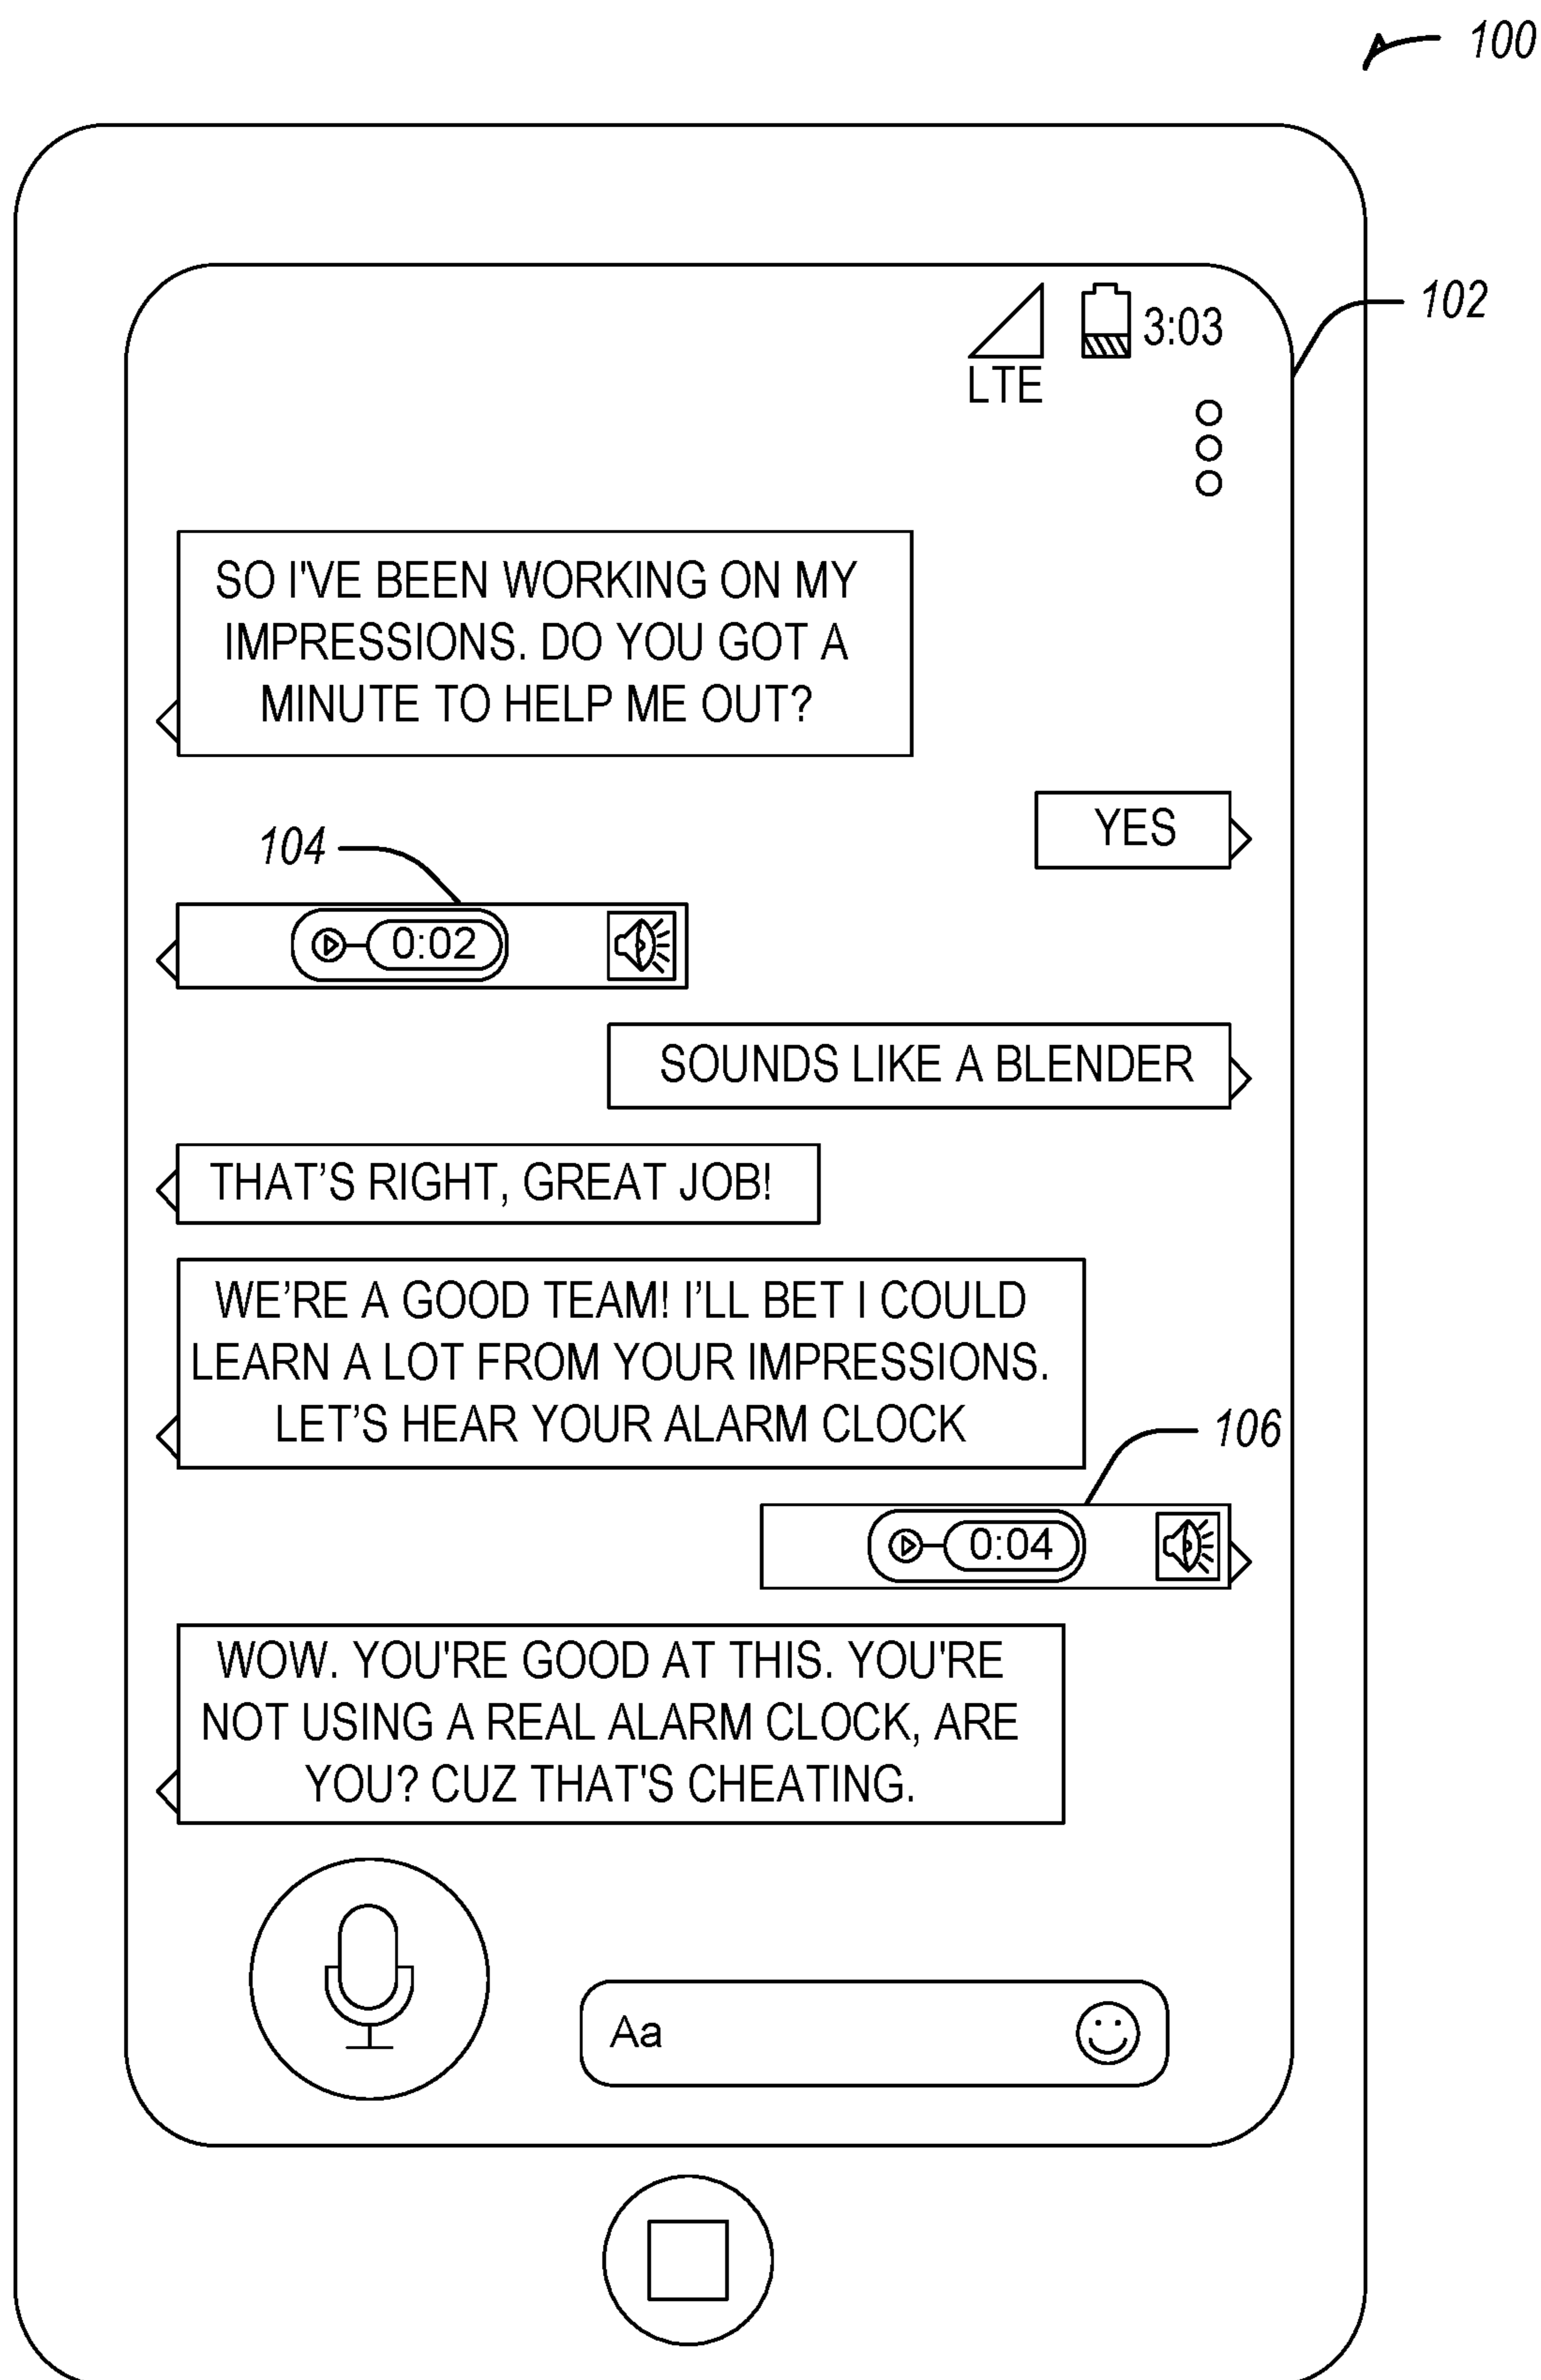 100
102
3:03
LTE
SO I'VE BEEN WORKING ON MY
IMPRESSIONS. DO YOU GOT A
MINUTE TO HELP ME OUT?
YES
104
0:02
SOUNDS LIKE A BLENDER
THAT’S RIGHT, GREAT JOB!
WE’RE A GOOD TEAM! I’LL BET I COULD
LEARN A LOT FROM YOUR IMPRESSIONS.
LET’S HEAR YOUR ALARM CLOCK
106
0:04
WOW. YOU'RE GOOD AT THIS. YOU'RE
NOT USING A REAL ALARM CLOCK, ARE
YOU? CUZ THAT'S CHEATING.
Aa